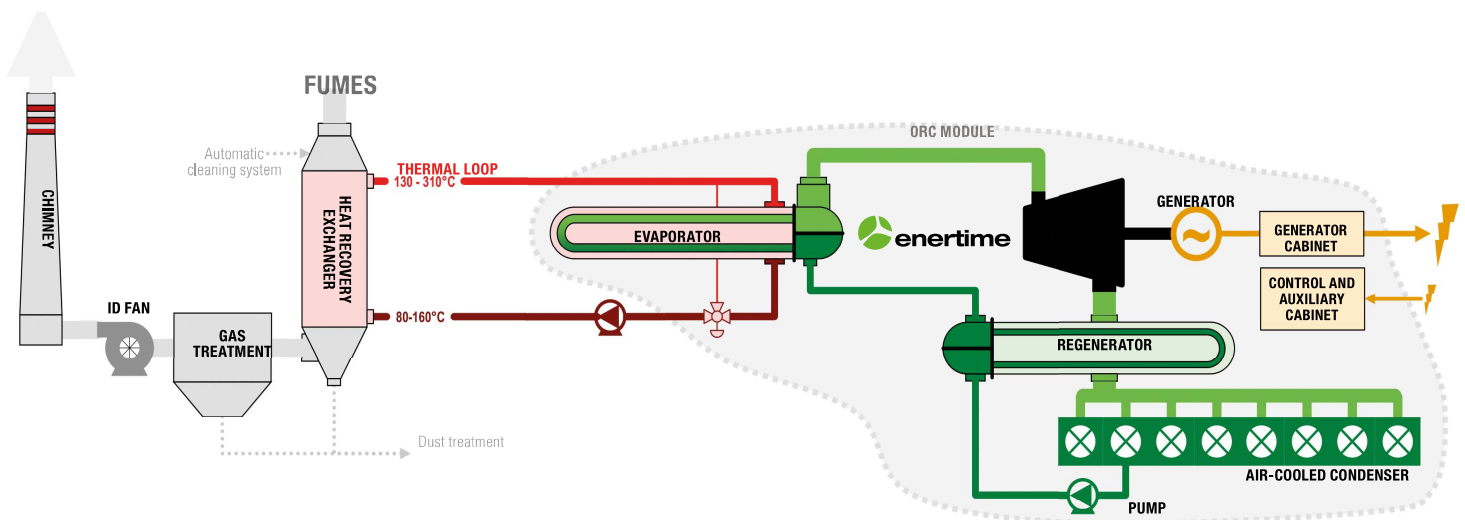 FUMES
ORC MODULE
Automatic
cleaning system
THERMAL LOOP
130 - 310°C
CHIMNEY
HEAT RECOVERY
EXCHANGER
EVAPORATOR
enertime
GENERATOR
GENERATOR
CABINET
CONTROL AND
AUXILIARY
CABINET
ID FAN
80-160°C
GAS
TREATMENT
REGENERATOR
Dust treatment
AIR-COOLED CONDENSER
PUMP